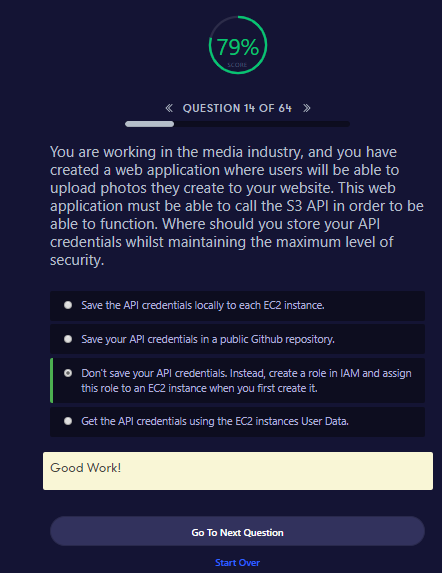 79%
SCORE
« QUESTION 14 OF 64 »
You are working in the media industry, and you have
created a web application where users will be able to
upload photos they create to your website. This web
application must be able to call the S3 API in order to be
able to function. Where should you store your API
credentials whilst maintaining the maximum level of
security.
Save the API credentials locally to each EC2 instance.
Save your API credentials in a public Github repository.
Don't save your API credentials. Instead, create a role in IAM and assign
this role to an EC2 instance when you first create it.
Get the API credentials using the EC2 instances User Data.
Good Work!
Go To Next Question
Start Over